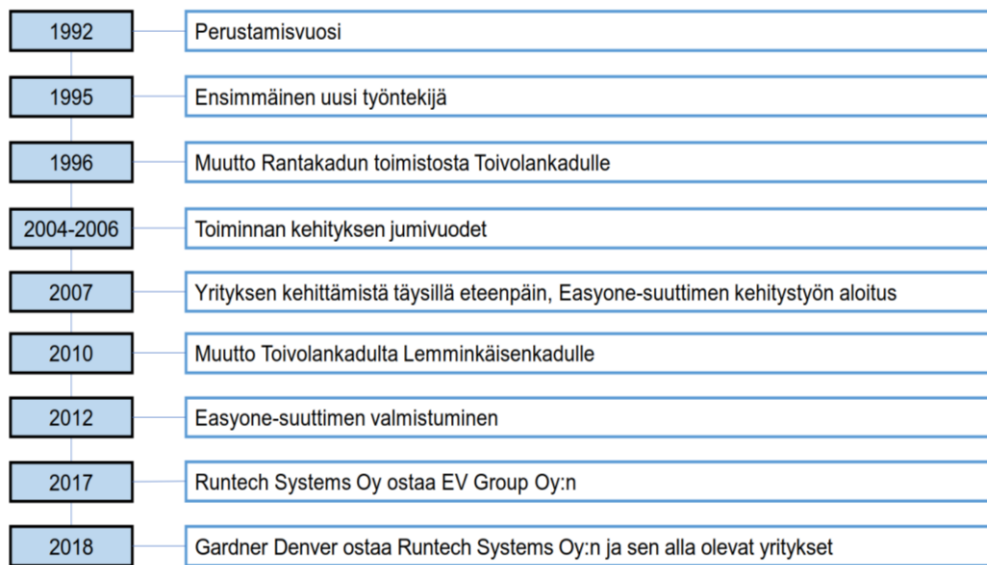 1992 Perustamisvuosi
1995 Ensimmäinen uusi työntekijä
1996 Muutto Rantakadun toimistosta Toivolankadulle
2004-2006 Toiminnan kehityksen jumivuodet
2007 Yrityksen kehittämistä täysillä eteenpäin, Easyone-suuttimen kehitystyön aloitus
2010 Muutto Toivolankadulta Lemminkäisenkadulle
2012 Easyone-suuttimen valmistuminen
2017 Runtech Systems Oy ostaa EV Group Oy:n
2018 Gardner Denver ostaa Runtech Systems Oy:n ja sen alla olevat yritykset